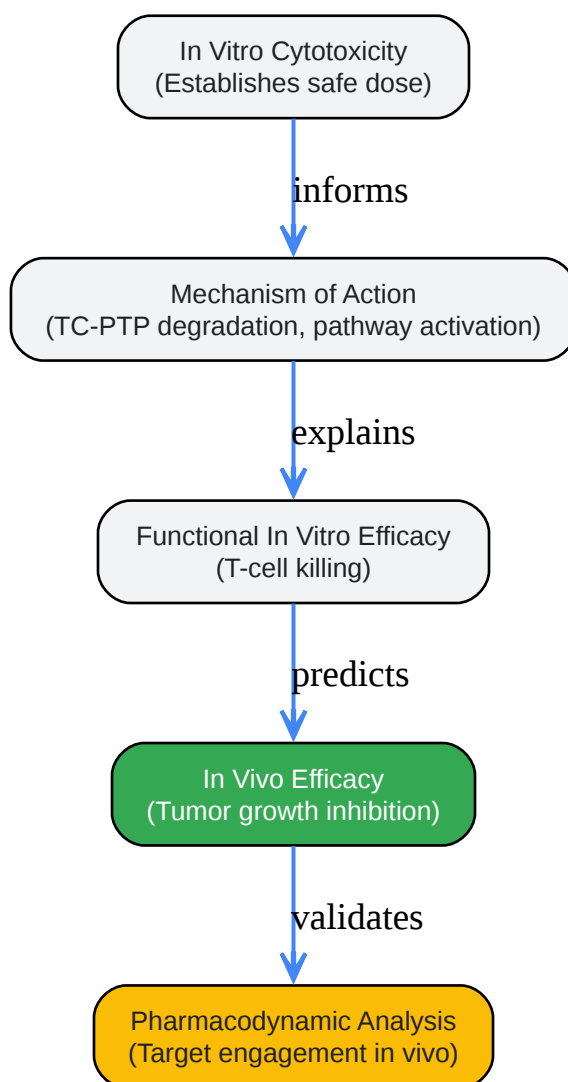 In Vitro Cytotoxicity
(Establishes safe dose)
informs
Mechanism of Action
(TC-PTP degradation, pathway activation)
explains
Functional In Vitro Efficacy
(T-cell killing)
predicts
In Vivo Efficacy
(Tumor growth inhibition)
validates
Pharmacodynamic Analysis
(Target engagement in vivo)